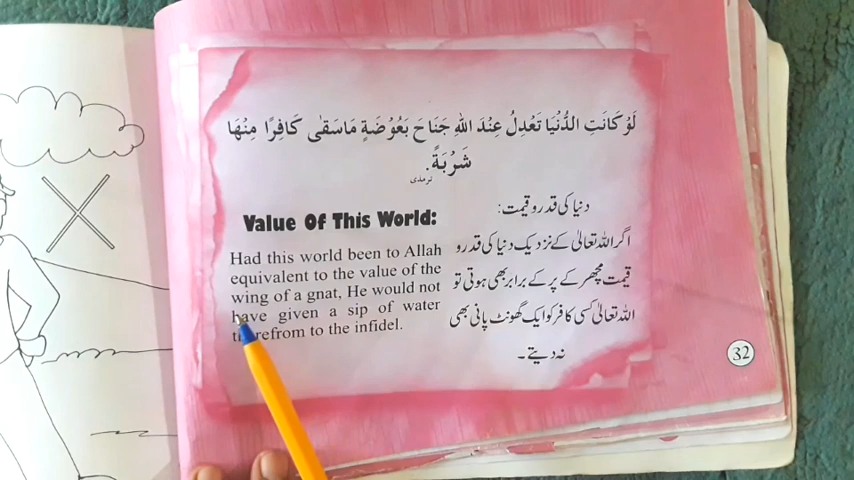 لَوْ كَانَتِ الدُّنْيَا تَعْدِلُ عِنْدَ اللهِ جَنَاحَ بَعُوْضَةٍ مَاسَقٰى كَافِرًا مِنْهَا
شَرْبَةً.
ترمذی
Value Of This World:
Had this world been to Allah
equivalent to the value of the
wing of a gnat, He would not
have given a sip of water
therefrom to the infidel.
دنیا کی قدر و قیمت:
اگر اللہ تعالیٰ کے نزدیک دنیا کی قدر و
قیمت مچھر کے پر کے برابر بھی ہوتی تو
اللہ تعالیٰ کسی کافر کو ایک گھونٹ پانی بھی
نہ دیتے۔
32